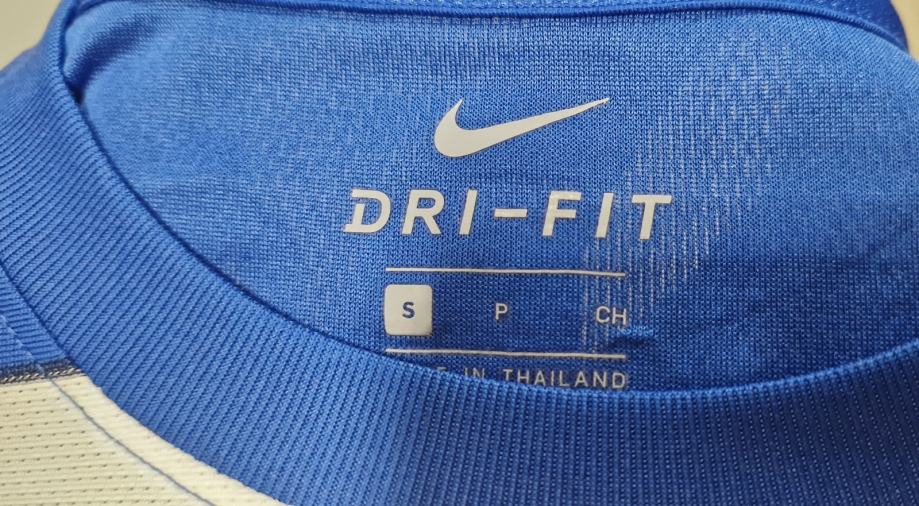 DRI-FIT
S P CH
IN THAILAND